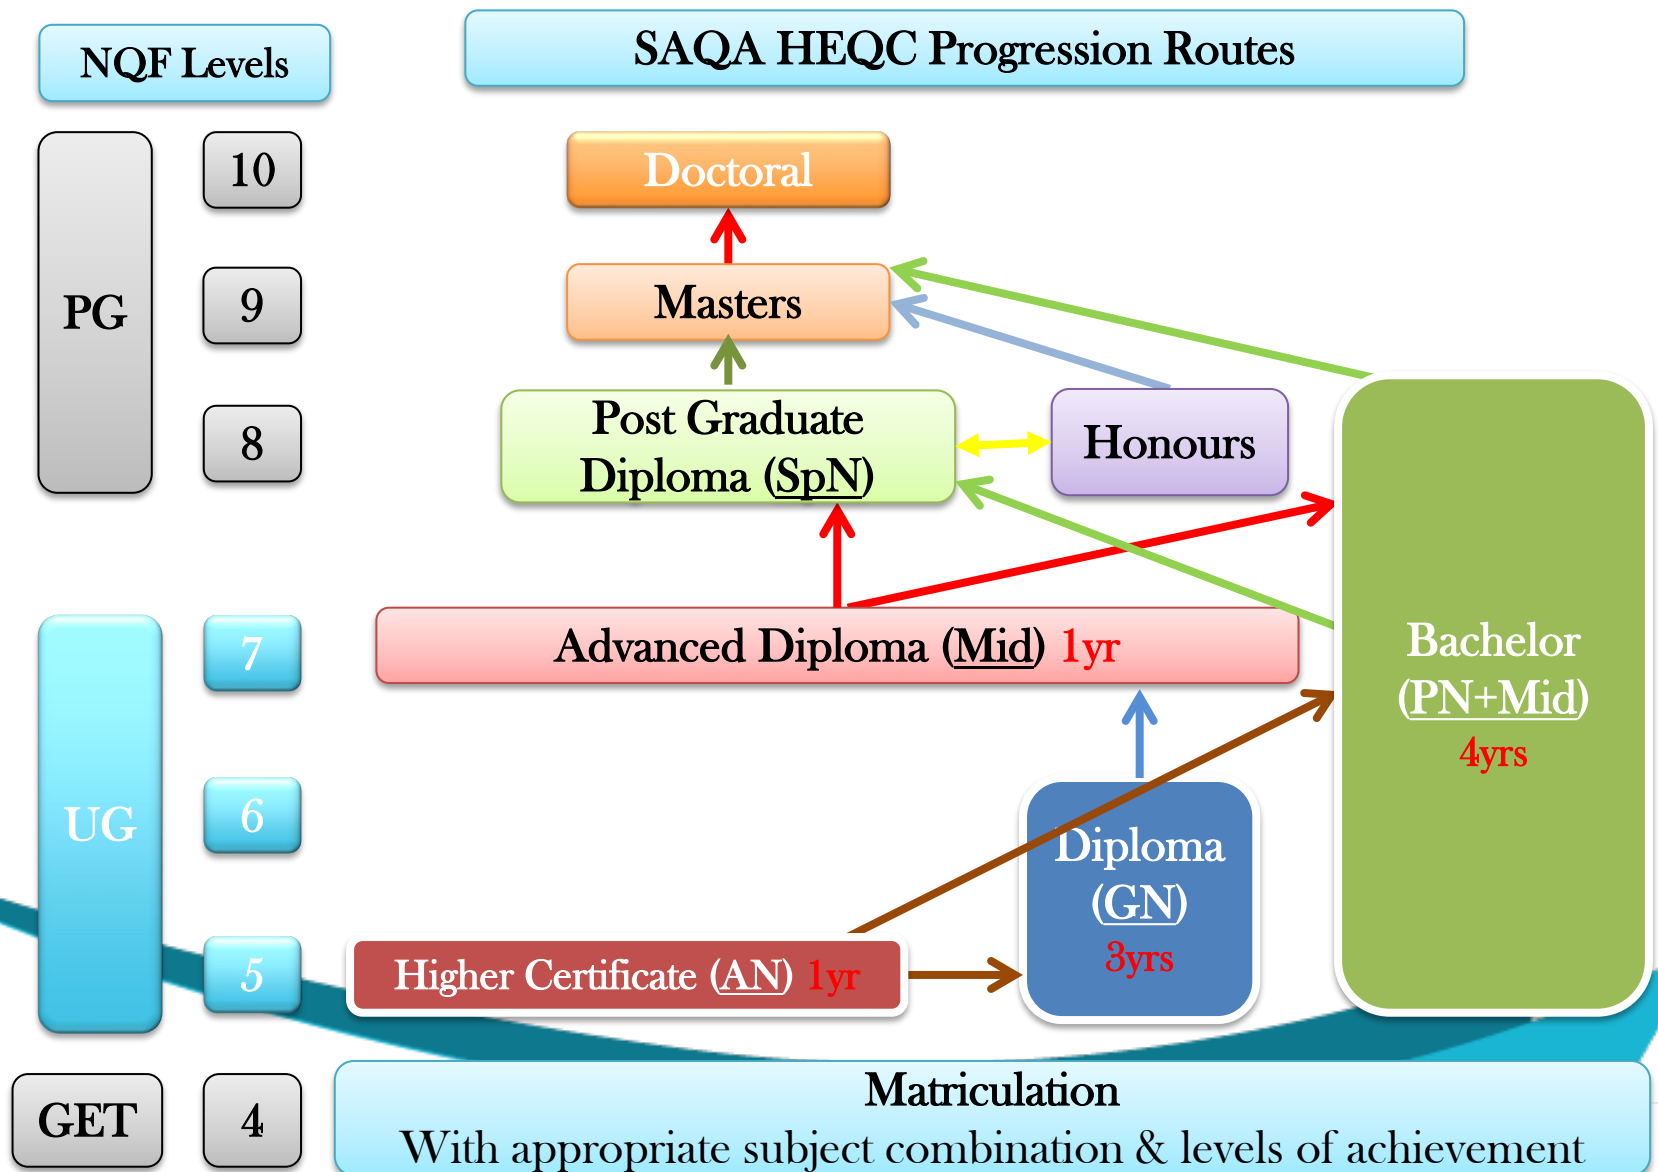 NQF Levels
SAQA HEQC Progression Routes
PG
10
Doctoral
9
Masters
8
Post Graduate
Diploma (SpN)
Honours
UG
7
Advanced Diploma (Mid) 1yr
Bachelor
(PN+Mid)
4yrs
6
Diploma
(GN)
3yrs
5
Higher Certificate (AN) 1yr
GET
4
Matriculation
With appropriate subject combination & levels of achievement